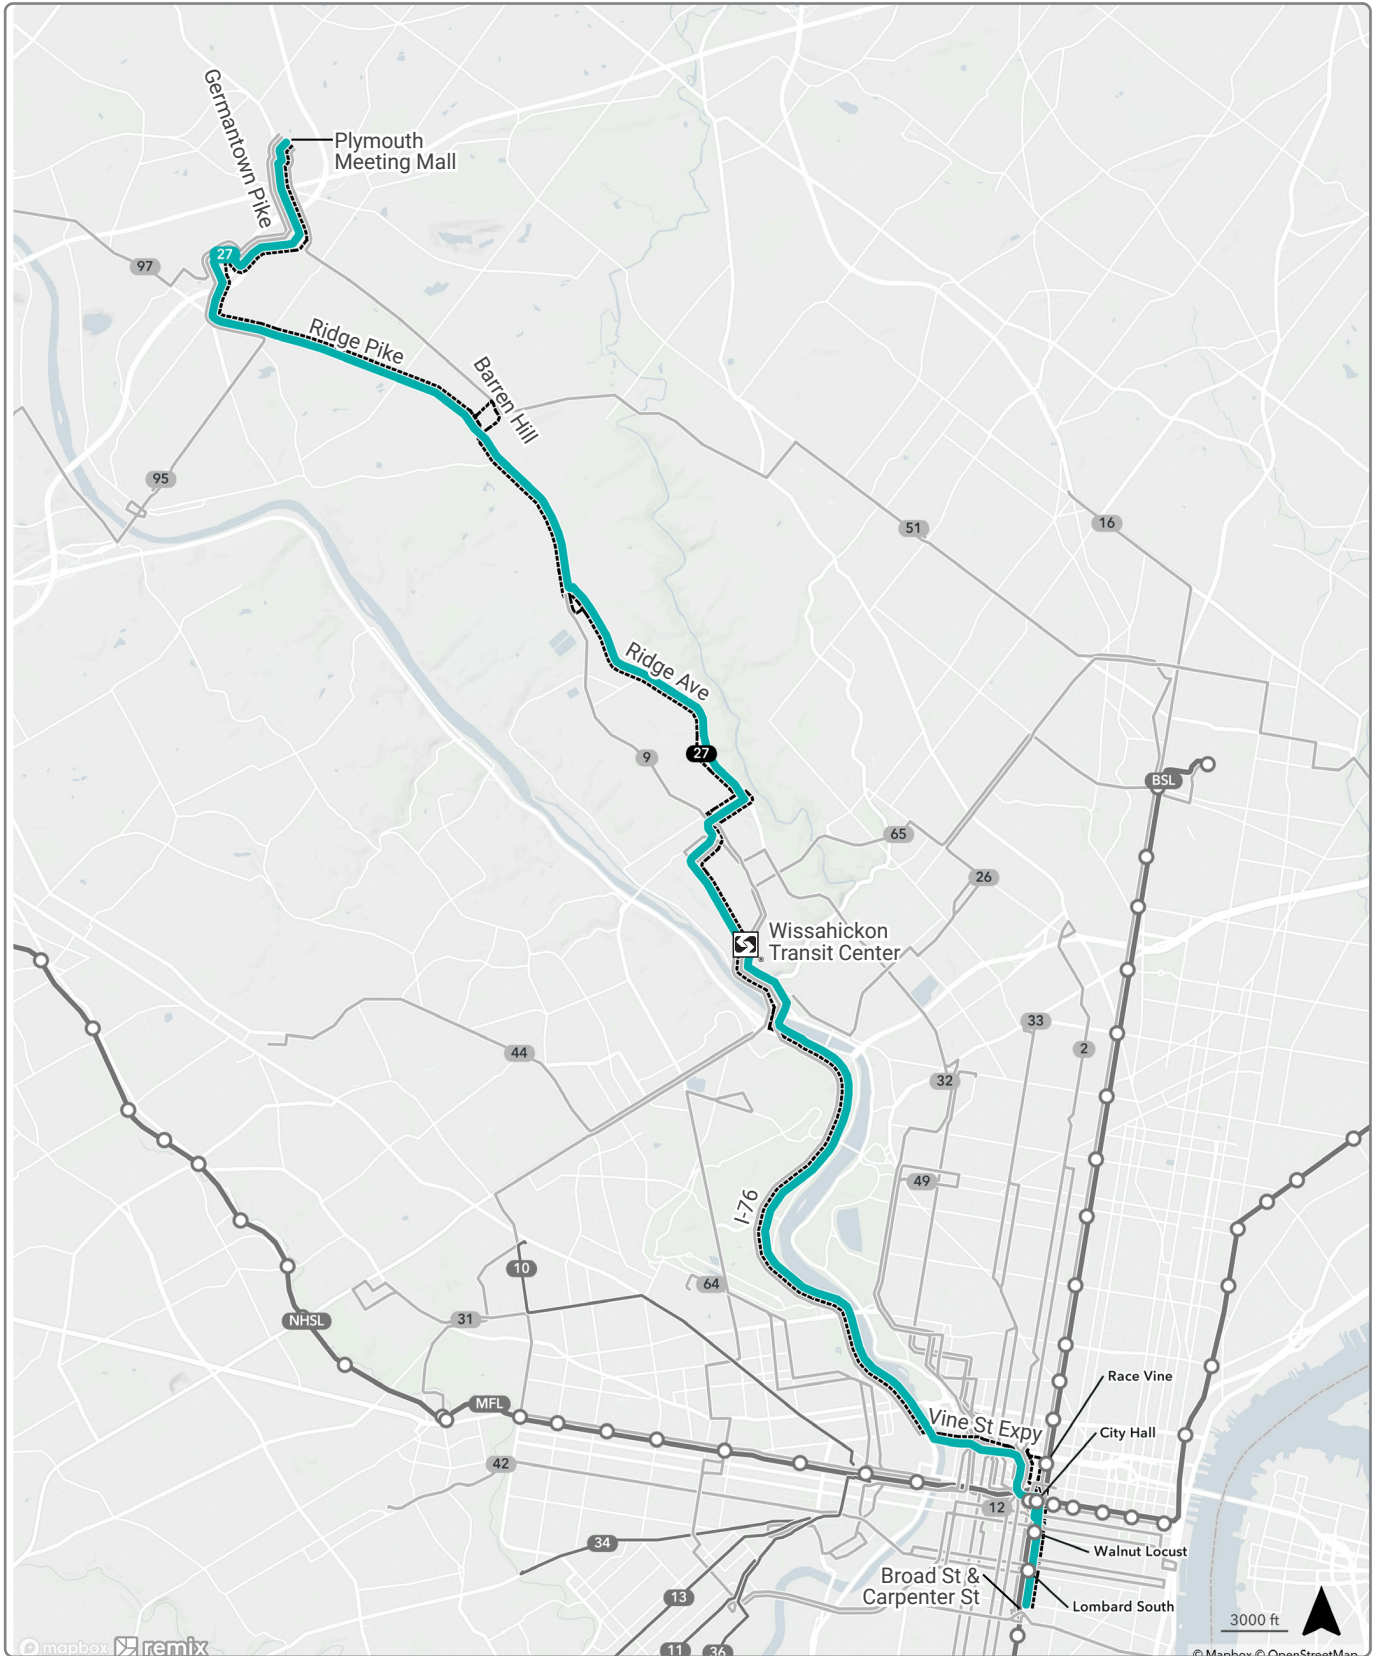 Germantown Pike
Plymouth
Meeting Mall
27
97
Ridge Pike
Barren Hill
95
51
16
Ridge Ave
27
9
BSL
65
26
Wissahickon
Transit Center
33
2
44
32
49
I-76
10
64
31
NHSL
Race Vine
MFL
Vine St Expy
City Hall
42
12
34
Walnut Locust
Broad St &
Carpenter St
13
Lombard South
3000 ft
11
36
mapbox
remix
© Mapbox © OpenStreetMap